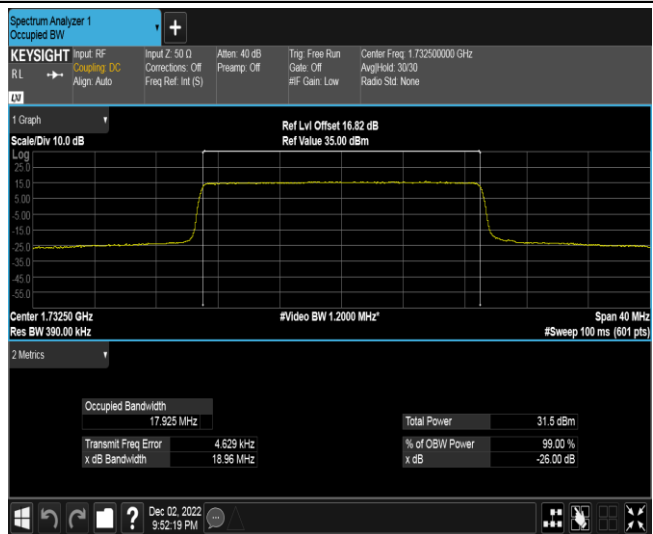 Spectrum Analyzer 1
Occupied BW
+
KEYSIGHT
RL
LXI
Input: RF
Coupling: DC
Align: Auto
Input Z: 50 Ω
Corrections: Off
Freq Ref: Int (S)
Atten: 40 dB
Preamp: Off
Trig: Free Run
Gate: Off
#IF Gain: Low
Center Freq: 1.732500000 GHz
Avg|Hold: 30/30
Radio Std: None
1 Graph
Scale/Div 10.0 dB
Ref Lvl Offset 16.82 dB
Ref Value 35.00 dBm
Log
25.0
15.0
5.00
-5.00
-15.0
-25.0
-35.0
-45.0
-55.0
Center 1.73250 GHz
Res BW 390.00 kHz
#Video BW 1.2000 MHz*
Span 40 MHz
#Sweep 100 ms (601 pts)
2 Metrics
Occupied Bandwidth
17.925 MHz
Transmit Freq Error 4.629 kHz
x dB Bandwidth 18.96 MHz
Total Power 31.5 dBm
% of OBW Power 99.00 %
x dB -26.00 dB
?
Dec 02, 2022
9:52:19 PM